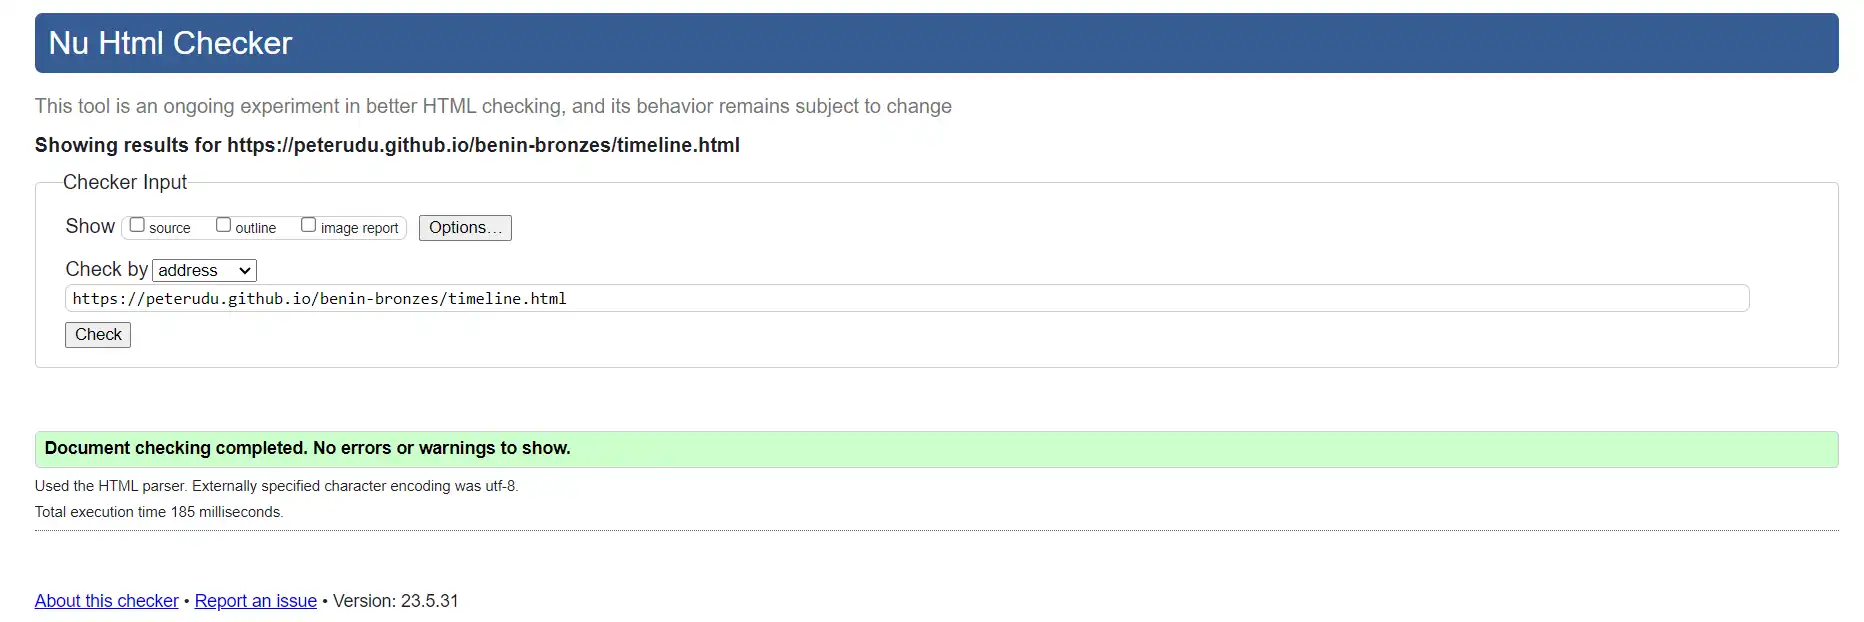 Nu Html Checker
This tool is an ongoing experiment in better HTML checking, and its behavior remains subject to change
Showing results for https://peterudu.github.io/benin-bronzes/timeline.html
Checker Input
Show source outline image report Options...
Check by address
https://peterudu.github.io/benin-bronzes/timeline.html
Check
Document checking completed. No errors or warnings to show.
Used the HTML parser. Externally specified character encoding was utf-8.
Total execution time 185 milliseconds.
About this checker • Report an issue • Version: 23.5.31